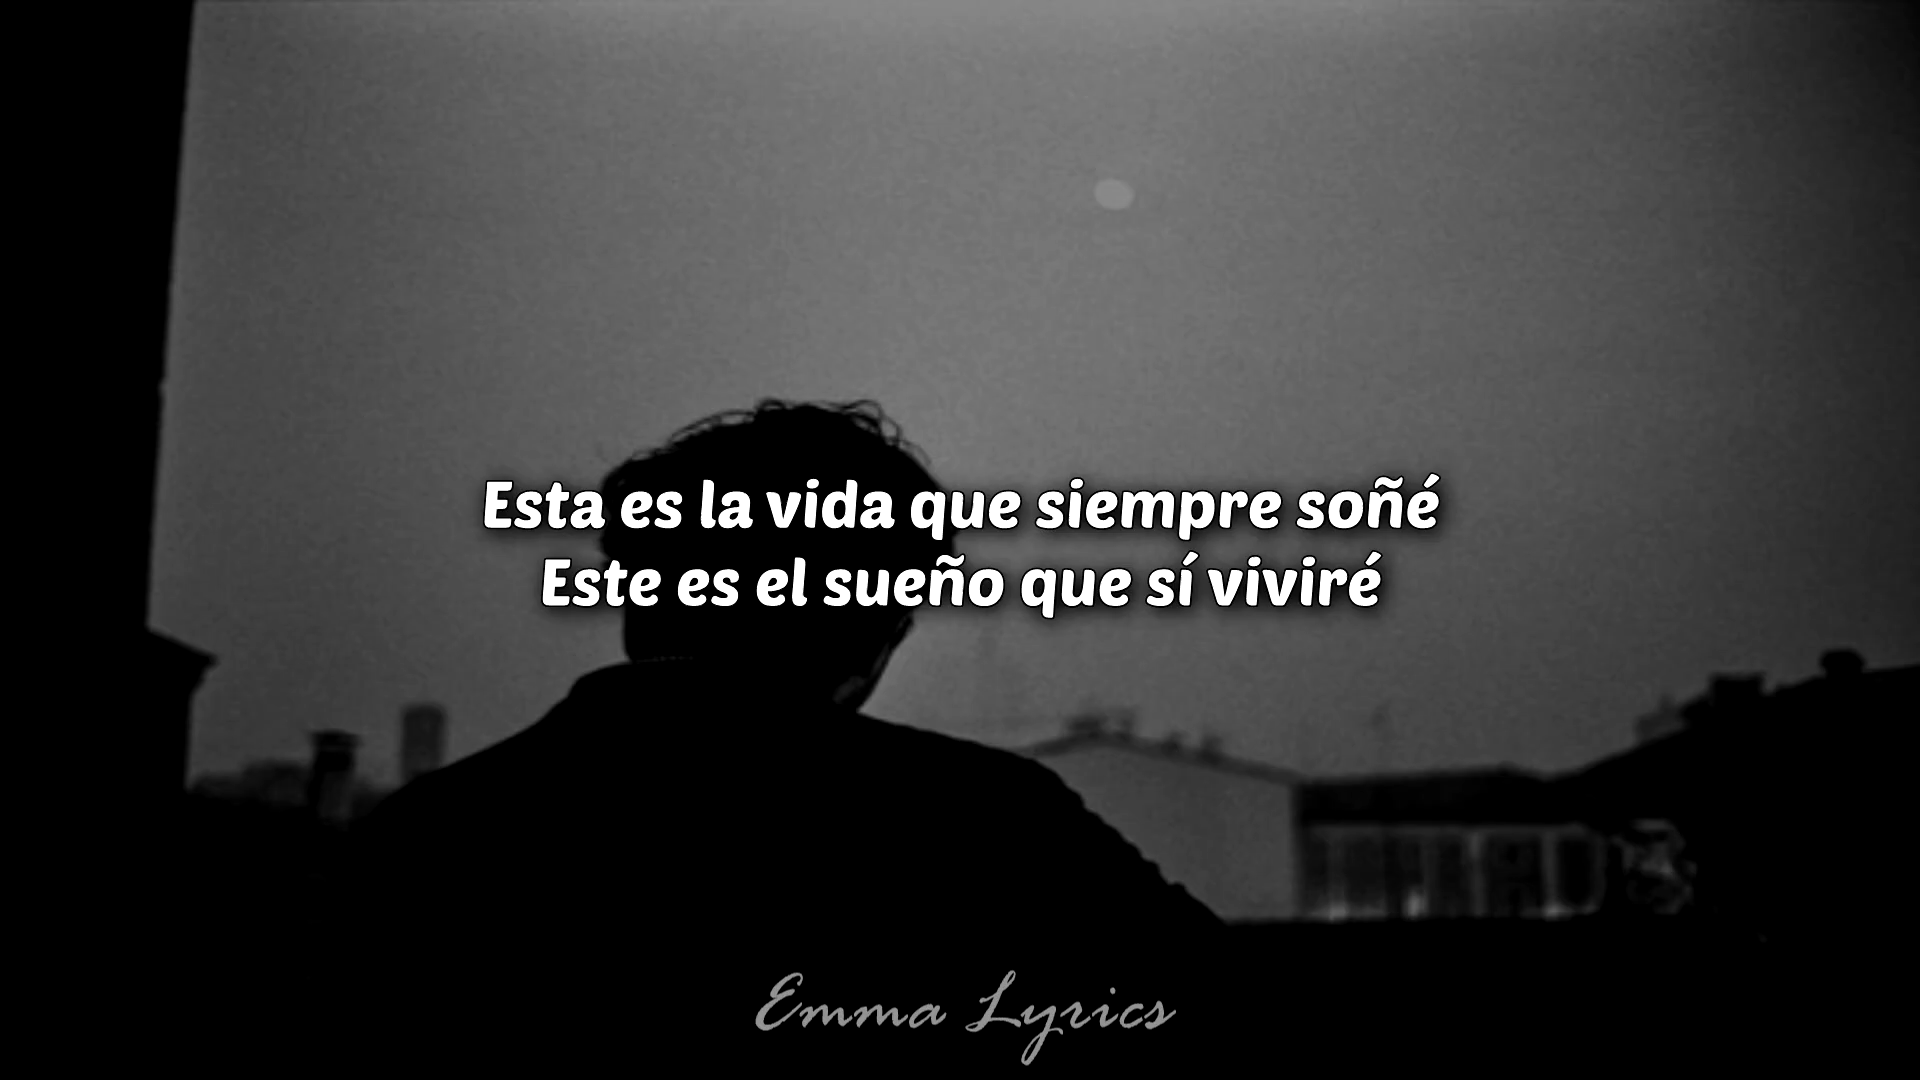 Esta es la vida que siempre soñé
Este es el sueño que sí viviré
Emma Lyrics